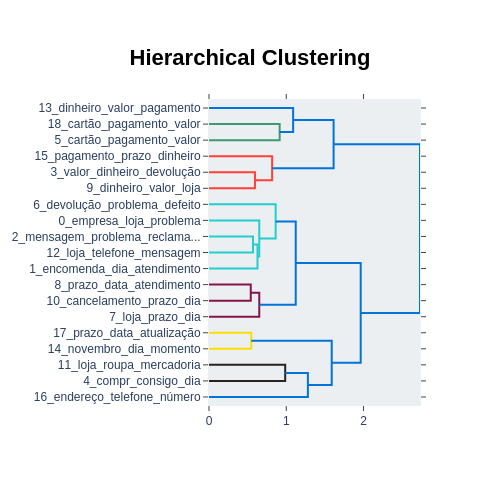 Hierarchical Clustering
13_dinheiro_valor_pagamento
18_cartão_pagamento_valor
5_cartão_pagamento_valor
15_pagamento_prazo_dinheiro
3_valor_dinheiro_devolução
9_dinheiro_valor_loja
6_devolução_problema_defeito
0_empresa_loja_problema
2_mensagem_problema_reclama...
12_loja_telefone_mensagem
1_encomenda_dia_atendimento
8_prazo_data_atendimento
10_cancelamento_prazo_dia
7_loja_prazo_dia
17_prazo_data_atualização
14_novembro_dia_momento
11_loja_roupa_mercadoria
4_compr_consigo_dia
16_endereço_telefone_número
0 1 2